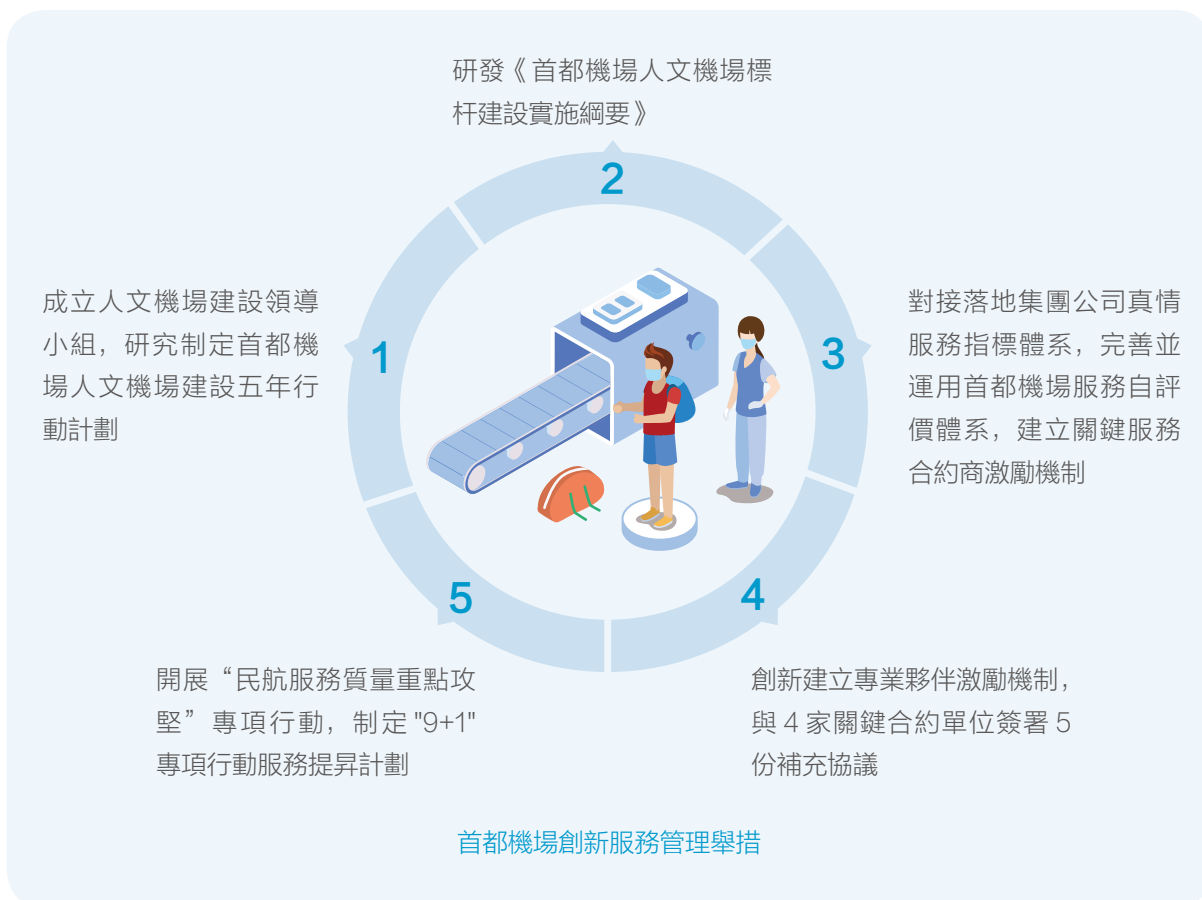 1
成立人文機場建設領導
小組，研究制定首都機
場人文機場建設五年行
動計劃
2
研發《首都機場人文機場標
杆建設實施綱要》
3
對接落地集團公司真情
服務指標體系，完善並
運用首都機場服務自評
價體系，建立關鍵服務
合約商激勵機制
4
創新建立專業夥伴激勵機制，
與 4 家關鍵合約單位簽署 5
份補充協議
5
開展“民航服務質量重點攻
堅”專項行動，制定 "9+1"
專項行動服務提昇計劃
首都機場創新服務管理舉措